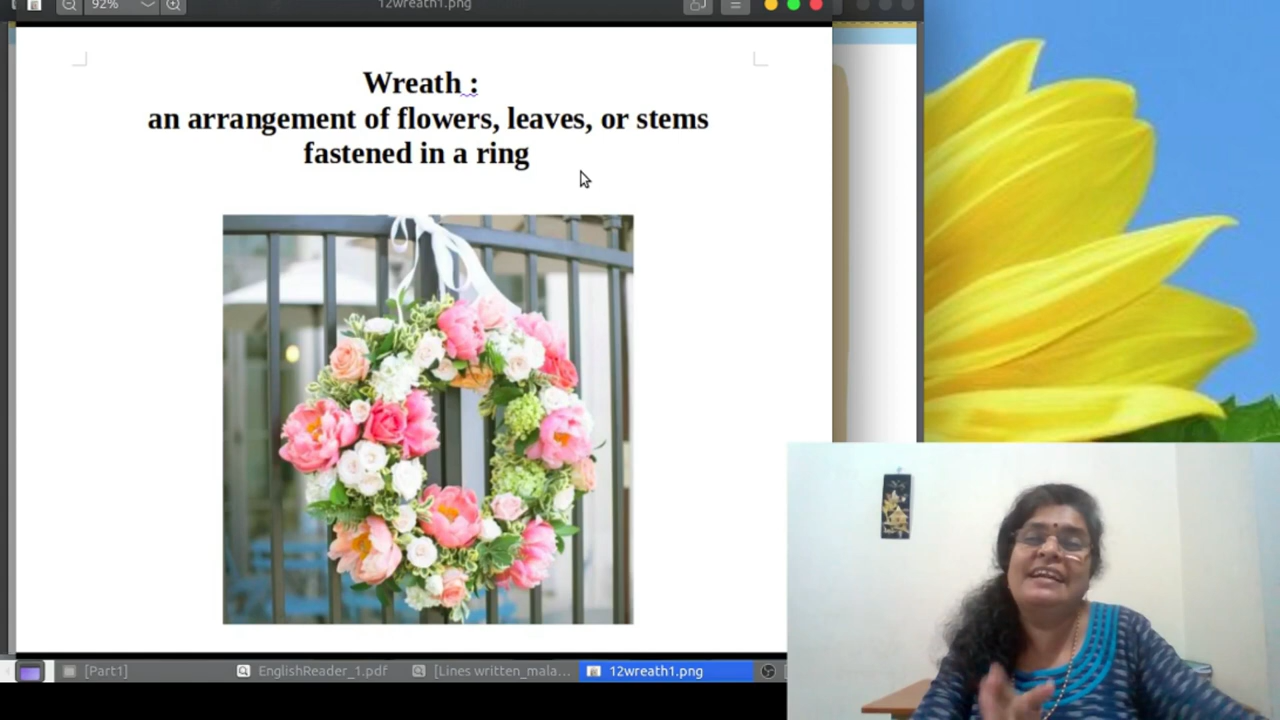 92%
12wreath1.png
Wreath :
an arrangement of flowers, leaves, or stems
fastened in a ring
[Part1]
EnglishReader_1.pdf
[Lines written_mala...
12wreath1.png